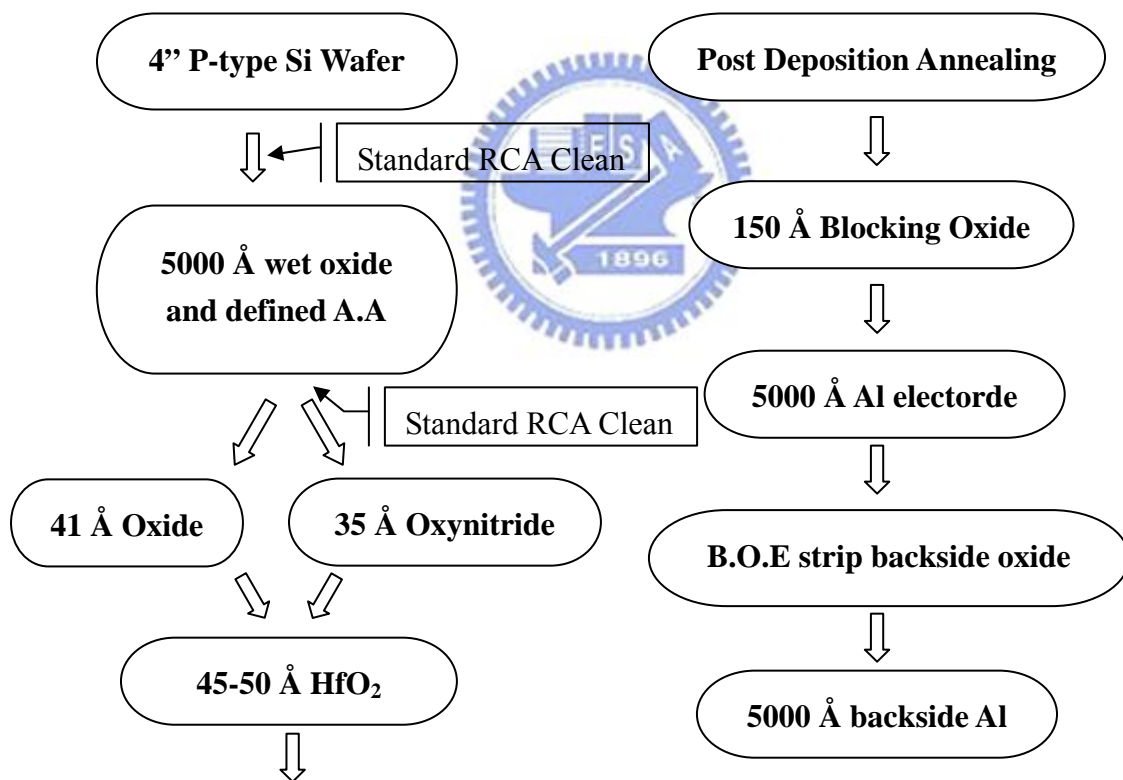 4” P-type Si Wafer
Standard RCA Clean
5000 Å wet oxide
and defined A.A
Standard RCA Clean
41 Å Oxide
35 Å Oxynitride
45-50 Å HfO₂
Post Deposition Annealing
150 Å Blocking Oxide
5000 Å Al electorde
B.O.E strip backside oxide
5000 Å backside Al
E S A
1896